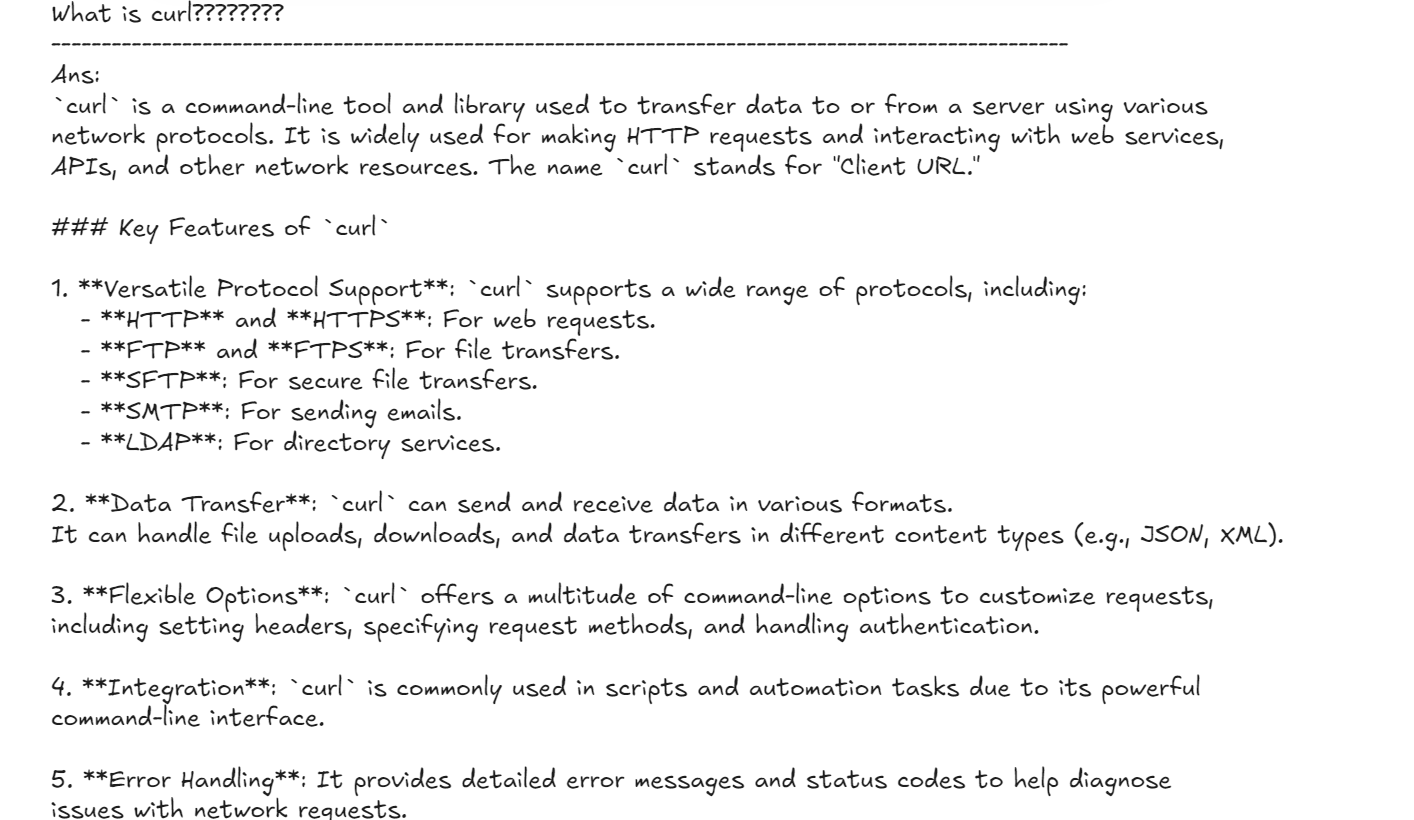 What is curl????????
-----------------------------------------------------------------------------------------------------
Ans:
`curl` is a command-line tool and library used to transfer data to or from a server using various
network protocols. It is widely used for making HTTP requests and interacting with web services,
APIs, and other network resources. The name `curl` stands for "Client URL."
### Key Features of `curl`
1. **Versatile Protocol Support**: `curl` supports a wide range of protocols, including:
- **HTTP** and **HTTPS**: For web requests.
- **FTP** and **FTPS**: For file transfers.
- **SFTP**: For secure file transfers.
- **SMTP**: For sending emails.
- **LDAP**: For directory services.
2. **Data Transfer**: `curl` can send and receive data in various formats.
It can handle file uploads, downloads, and data transfers in different content types (e.g., JSON, XML).
3. **Flexible Options**: `curl` offers a multitude of command-line options to customize requests,
including setting headers, specifying request methods, and handling authentication.
4. **Integration**: `curl` is commonly used in scripts and automation tasks due to its powerful
command-line interface.
5. **Error Handling**: It provides detailed error messages and status codes to help diagnose
issues with network requests.